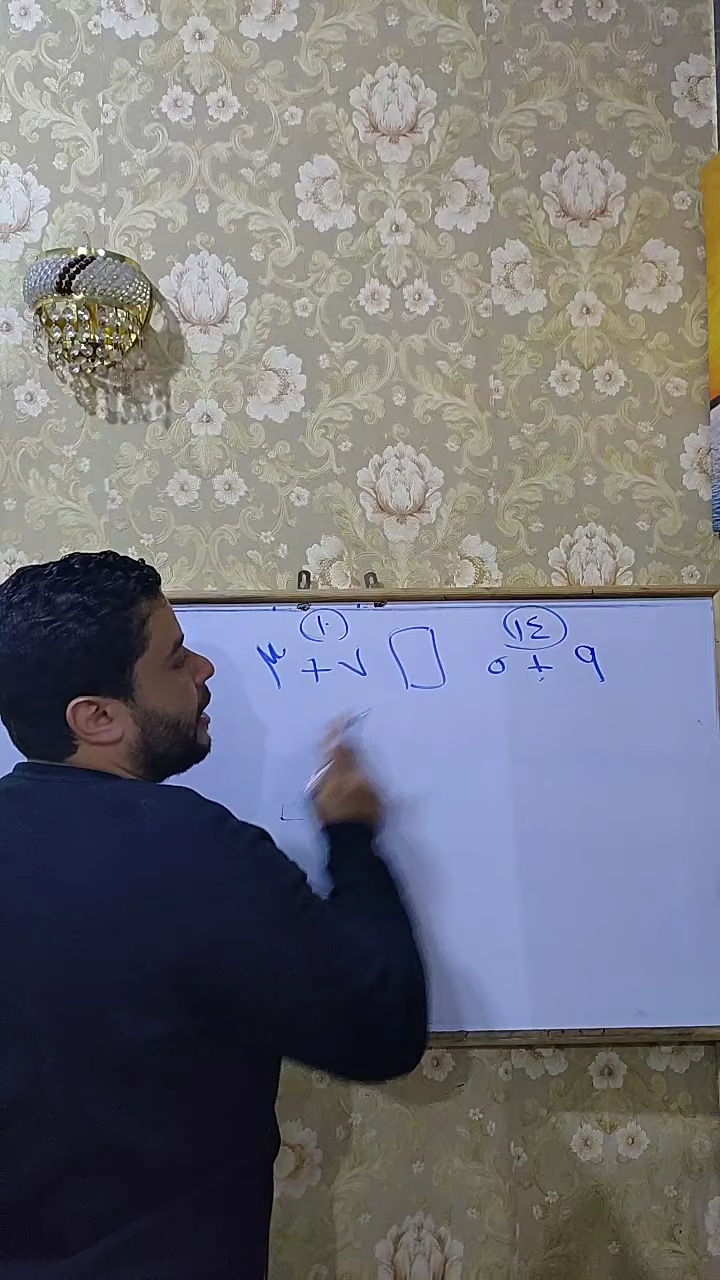 ١٤ ١٠
٩ + ٥ □ ٧ + ٣